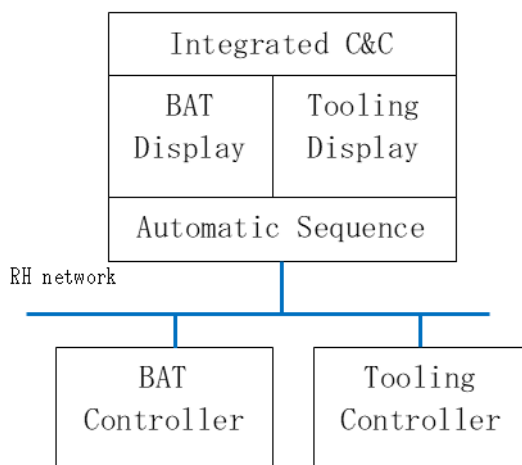 Integrated C&C
BAT
Display
Tooling
Display
Automatic Sequence
RH network
BAT
Controller
Tooling
Controller